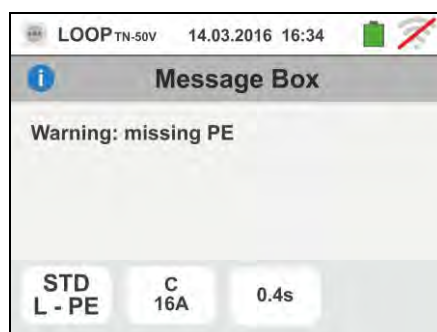 LOOP TN-50V 14.03.2016 16:34
i Message Box
Warning: missing PE
STD C 0.4s
L - PE 16A